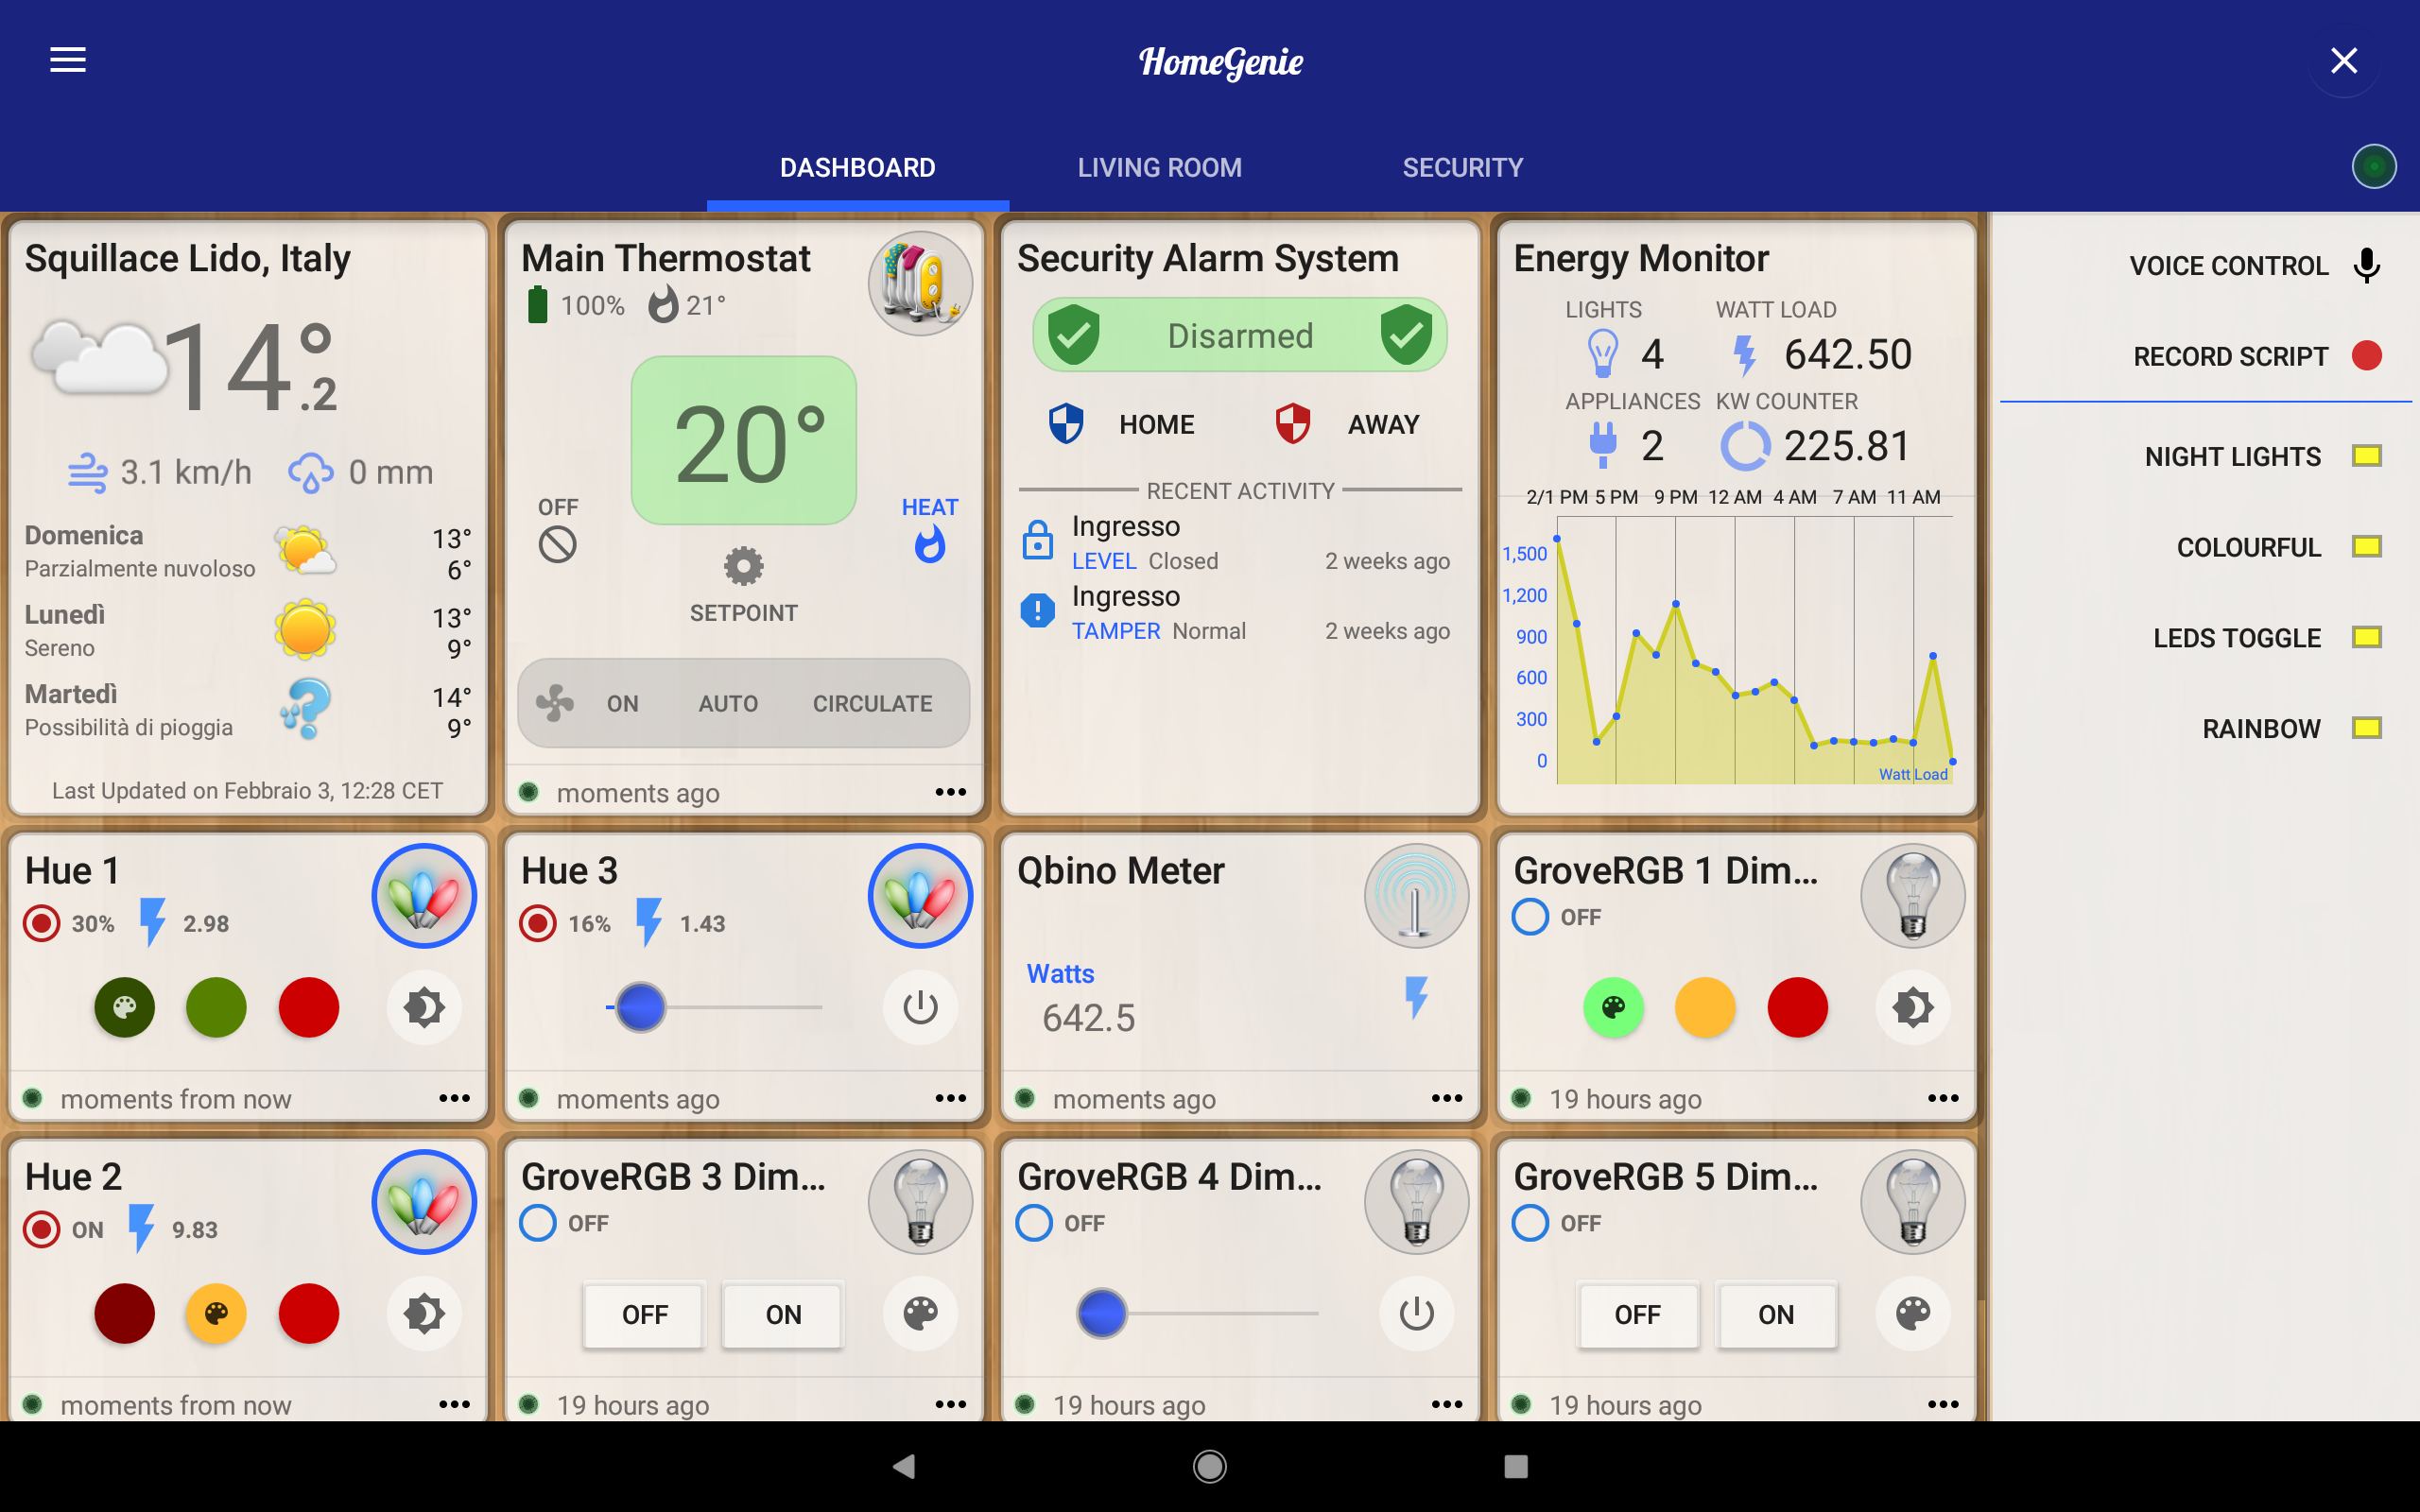 HomeGenie
DASHBOARD LIVING ROOM SECURITY
Squillace Lido, Italy
14°.2
3.1 km/h 0 mm
Domenica 13°
Parzialmente nuvoloso 6°
Lunedì 13°
Sereno 9°
Martedì 14°
Possibilità di pioggia 9°
Last Updated on Febbraio 3, 12:28 CET
Main Thermostat
100% 21°
20°
OFF HEAT
SETPOINT
ON AUTO CIRCULATE
moments ago
Security Alarm System
Disarmed
HOME AWAY
RECENT ACTIVITY
Ingresso
LEVEL Closed 2 weeks ago
Ingresso
TAMPER Normal 2 weeks ago
Energy Monitor
LIGHTS WATT LOAD
4 642.50
APPLIANCES KW COUNTER
2 225.81
2/1 PM 5 PM 9 PM 12 AM 4 AM 7 AM 11 AM
1,500
1,200
900
600
300
0
Watt Load
VOICE CONTROL
RECORD SCRIPT
NIGHT LIGHTS
COLOURFUL
LEDS TOGGLE
RAINBOW
Hue 1
30% 2.98
moments from now
Hue 3
16% 1.43
moments ago
Qbino Meter
Watts
642.5
moments ago
GroveRGB 1 Dim...
OFF
19 hours ago
Hue 2
ON 9.83
moments from now
GroveRGB 3 Dim...
OFF
OFF ON
19 hours ago
GroveRGB 4 Dim...
OFF
19 hours ago
GroveRGB 5 Dim...
OFF
OFF ON
19 hours ago